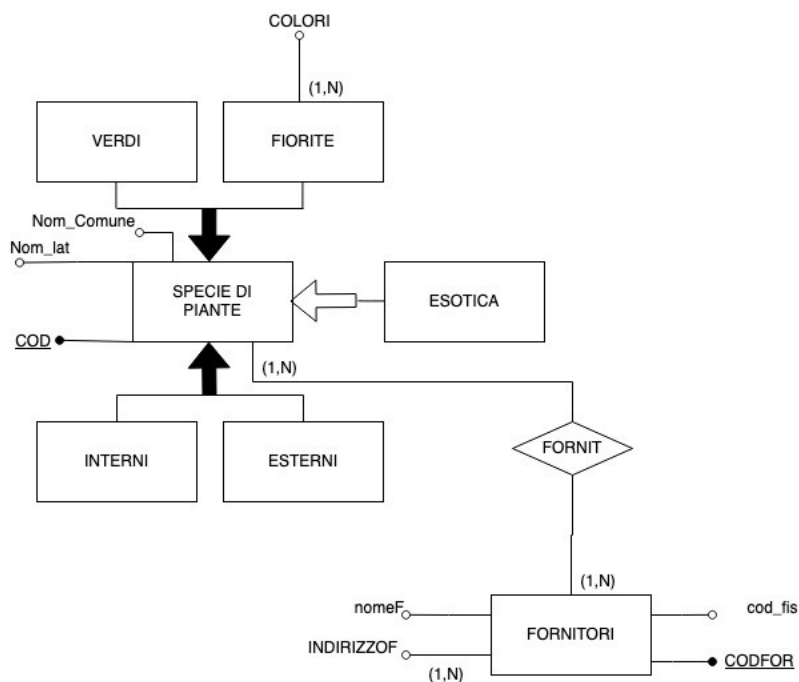 COLORI
(1,N)
VERDI
FIORITE
Nom_Comune
Nom_lat
SPECIE DI
PIANTE
ESOTICA
COD
(1,N)
INTERNI
ESTERNI
FORNIT
(1,N)
nomeF
cod_fis
FORNITORI
INDIRIZZOF
(1,N)
CODFOR